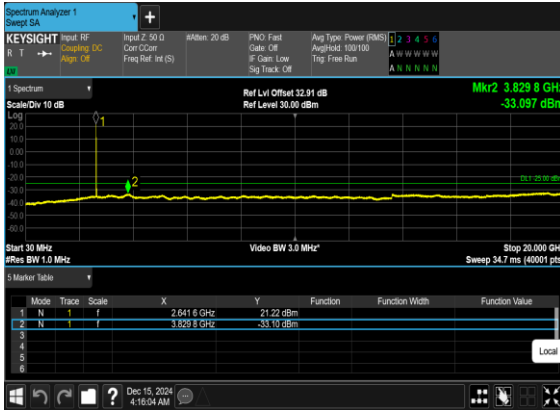 Spectrum Analyzer 1
Swept SA
+
KEYSIGHT Input: RF Input Z: 50 Ω #Atten: 20 dB PNO: Fast Avg Type: Power (RMS) 1 2 3 4 5 6
R T Coupling: DC Corr CCorr Gate: Off Avg|Hold: 100/100 A W W W W W
Align: Off Freq Ref: Int (S) IF Gain: Low Trig: Free Run
LW Sig Track: Off A N N N N N
1 Spectrum Ref Lvl Offset 32.91 dB Mkr2 3.829 8 GHz
Scale/Div 10 dB Ref Level 30.00 dBm -33.097 dBm
Log
1
20.0
10.0
0.00
-10.0
-20.0 DL1 -25.00 dBm
-30.0 2
-40.0
-50.0
-60.0
Start 30 MHz Video BW 3.0 MHz* Stop 20.000 GHz
#Res BW 1.0 MHz Sweep 34.7 ms (40001 pts)
5 Marker Table
Mode Trace Scale X Y Function Function Width Function Value
1 N 1 f 2.641 6 GHz 21.22 dBm
2 N 1 f 3.829 8 GHz -33.10 dBm
3
4
5
6
Local
? Dec 15, 2024
4:16:04 AM